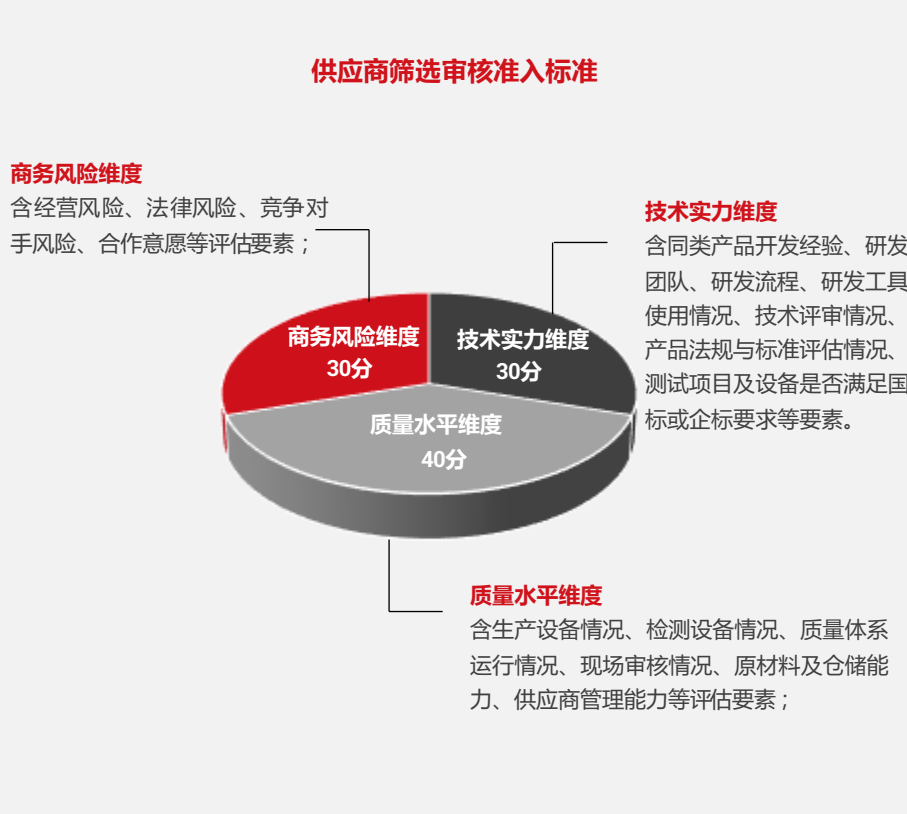 供应商筛选审核准入标准
商务风险维度
含经营风险、法律风险、竞争对
手风险、合作意愿等评估要素；
技术实力维度
含同类产品开发经验、研发
团队、研发流程、研发工具
使用情况、技术评审情况、
产品法规与标准评估情况、
测试项目及设备是否满足国
标或企标要求等要素。
商务风险维度
30分
技术实力维度
30分
质量水平维度
40分
质量水平维度
含生产设备情况、检测设备情况、质量体系
运行情况、现场审核情况、原材料及仓储能
力、供应商管理能力等评估要素；